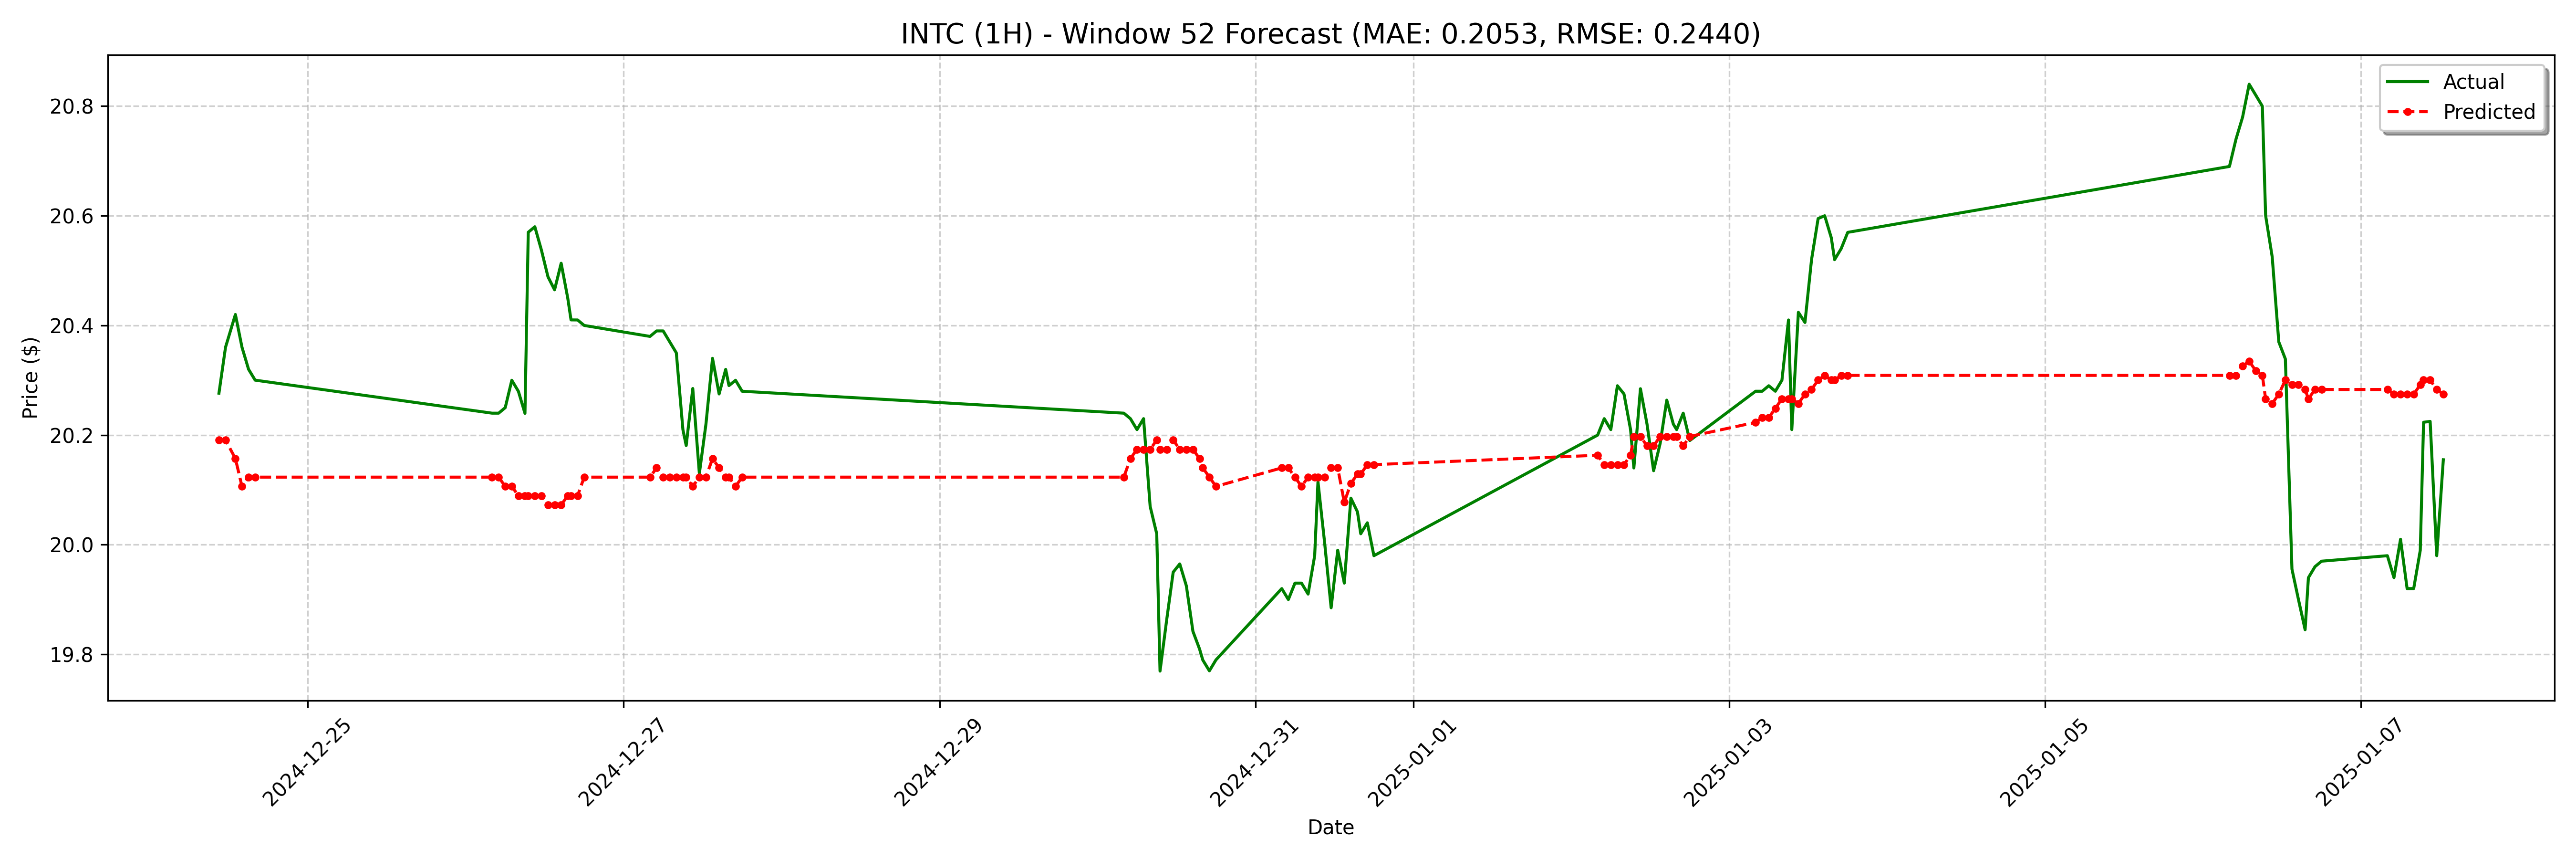 INTC (1H) - Window 52 Forecast (MAE: 0.2053, RMSE: 0.2440)
Actual
Predicted
Price ($)
20.8
20.6
20.4
20.2
20.0
19.8
2024-12-25
2024-12-27
2024-12-29
2024-12-31
2025-01-01
2025-01-03
2025-01-05
2025-01-07
Date